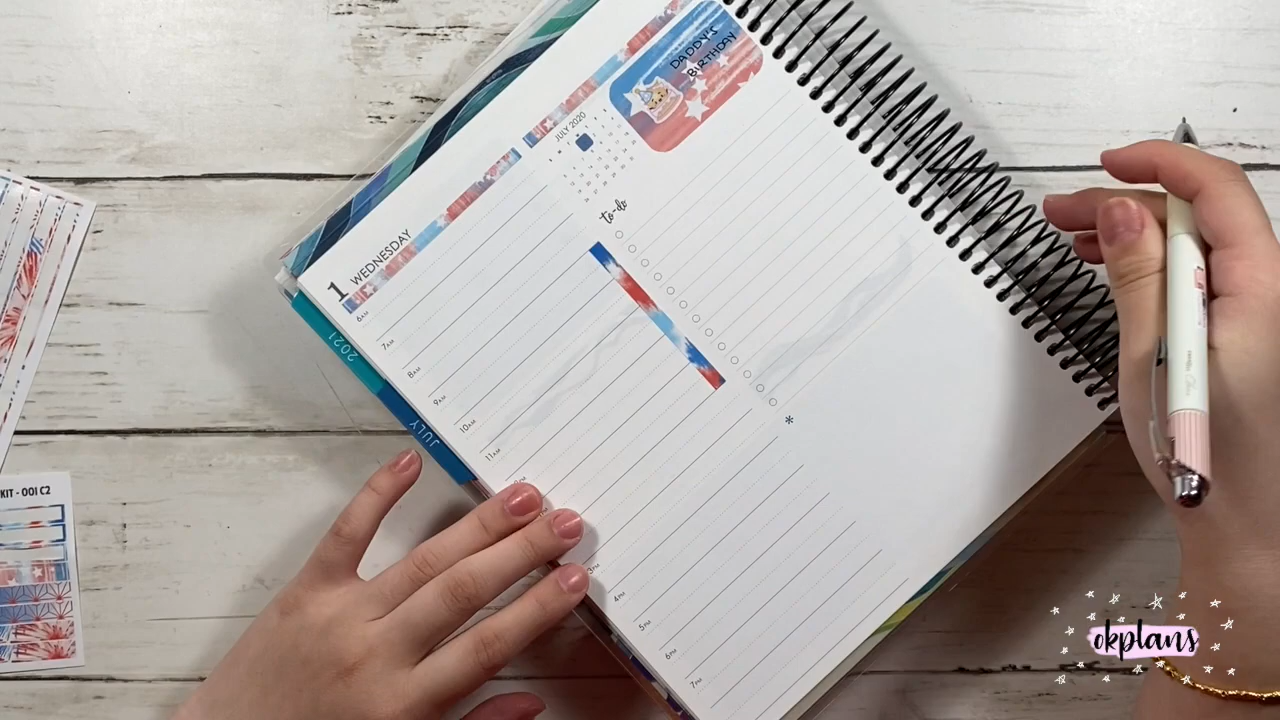 DADDY'S
BIRTHDAY
JULY 2020
1 WEDNESDAY
to-do
6AM
7AM
8AM
9AM
10AM
11AM
3PM
4PM
5PM
6PM
7PM
*
2021
JULY
KIT - 001 C2
okplans